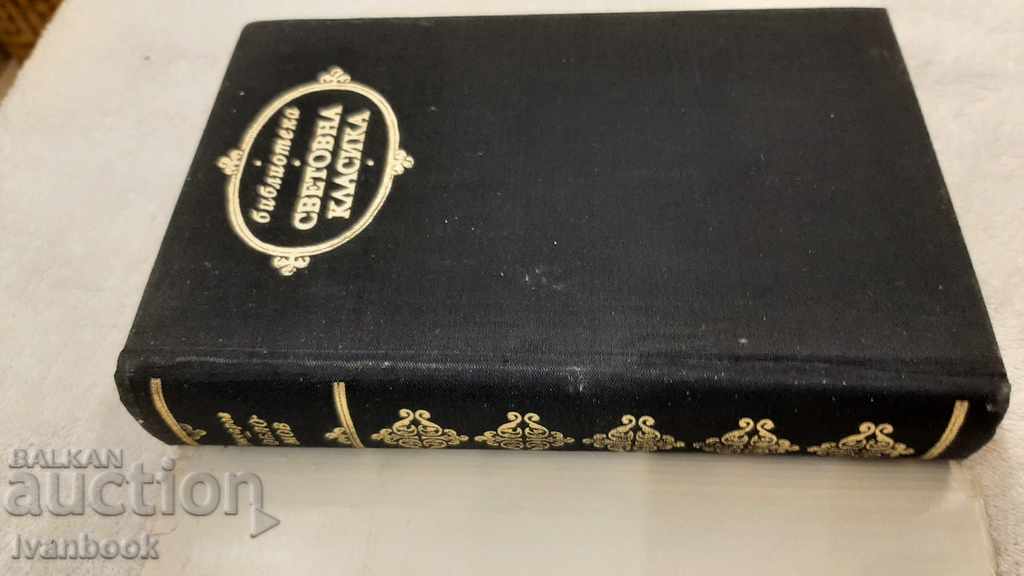 библиотека
СВЕТОВНА
КЛАСИКА
BALKAN
auction
Ivanbook